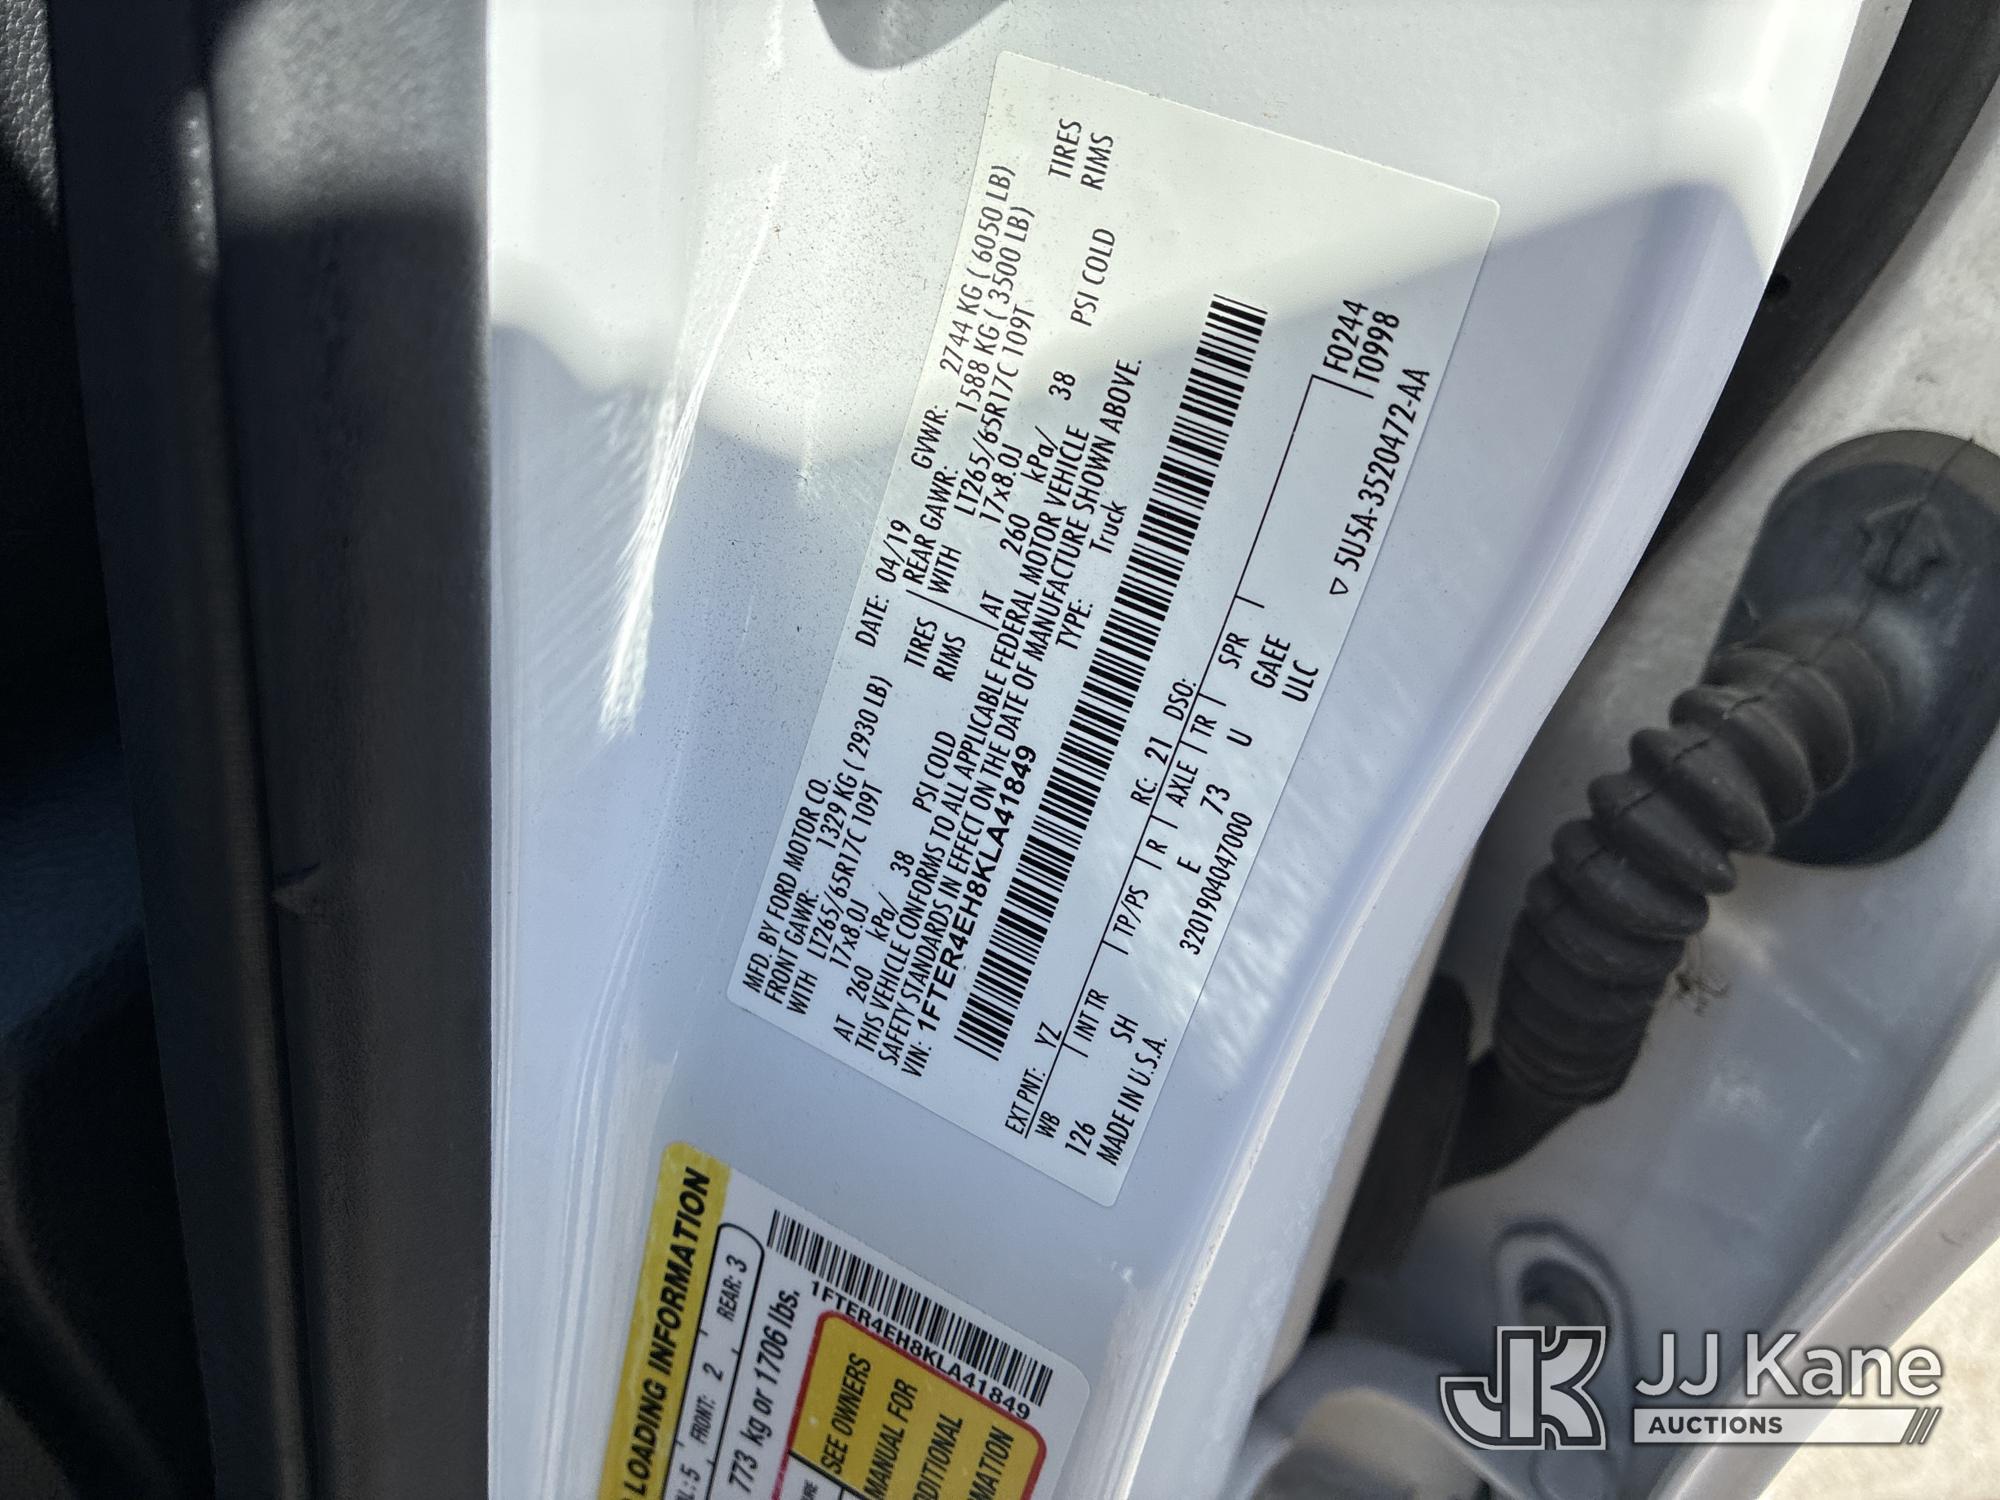 MFD. BY FORD MOTOR CO.
DATE: 04/19 GVWR: 2744 KG ( 6050 LB)
FRONT GAWR: 1329 KG ( 2930 LB) REAR GAWR: 1588 KG ( 3500 LB)
WITH LT265/65R17C 109T TIRES WITH LT265/65R17C 109T TIRES
17x8.0J RIMS 17x8.0J RIMS
AT 260 kPa/ 38 PSI COLD AT 260 kPa/ 38 PSI COLD
THIS VEHICLE CONFORMS TO ALL APPLICABLE FEDERAL MOTOR VEHICLE
SAFETY STANDARDS IN EFFECT ON THE DATE OF MANUFACTURE SHOWN ABOVE.
VIN: 1FTER4EH8KLA41849 TYPE: Truck
EXT PNT: YZ RC: 21 DSO: F0244
WB INT TR TP/PS R AXLE TR SPR T0998
126 SH E 73 U GAEE
MADE IN U.S.A. 3201904047000 ULC
▽ 5U5A-3520472-AA
LOADING INFORMATION
FRONT: 2 REAR: 3
773 kg or 1706 lbs.
1FTER4EH8KLA41849
SEE OWNERS
MANUAL FOR
JK JJ Kane
AUCTIONS